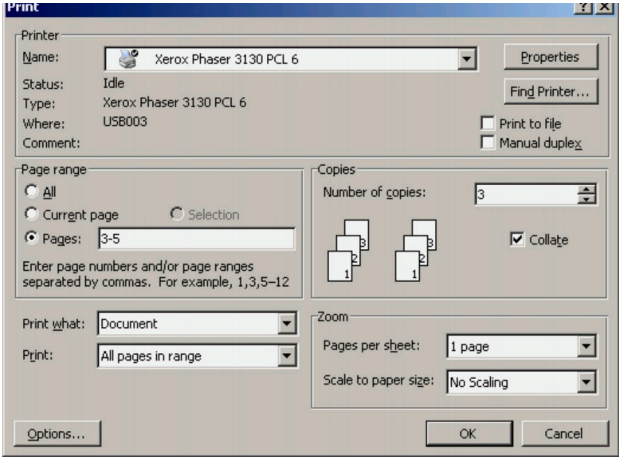 Print
Printer
Name: Xerox Phaser 3130 PCL 6 Properties
Status: Idle
Type: Xerox Phaser 3130 PCL 6 Find Printer...
Where: USB003 Print to file
Comment: Manual duplex
Page range
All
Current page Selection
Pages: 3-5
Enter page numbers and/or page ranges
separated by commas. For example, 1,3,5–12
Copies
Number of copies: 3
3 3
2 2
1 1
Collate
Print what: Document
Print: All pages in range
Zoom
Pages per sheet: 1 page
Scale to paper size: No Scaling
Options... OK Cancel